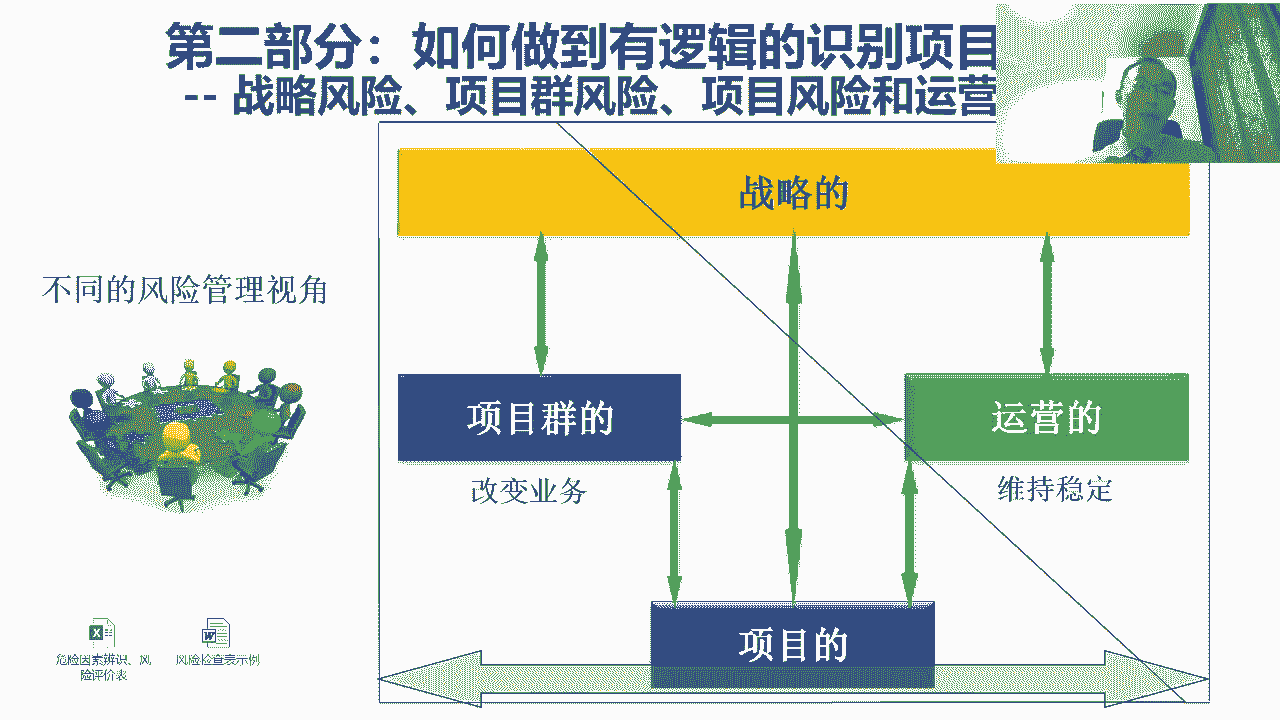 第二部分：如何做到有逻辑的识别项目
-- 战略风险、项目群风险、项目风险和运营
战略的
不同的风险管理视角
项目群的
运营的
改变业务
维持稳定
项目的
危险因素辨识、风
险评价表
风险检查表示例